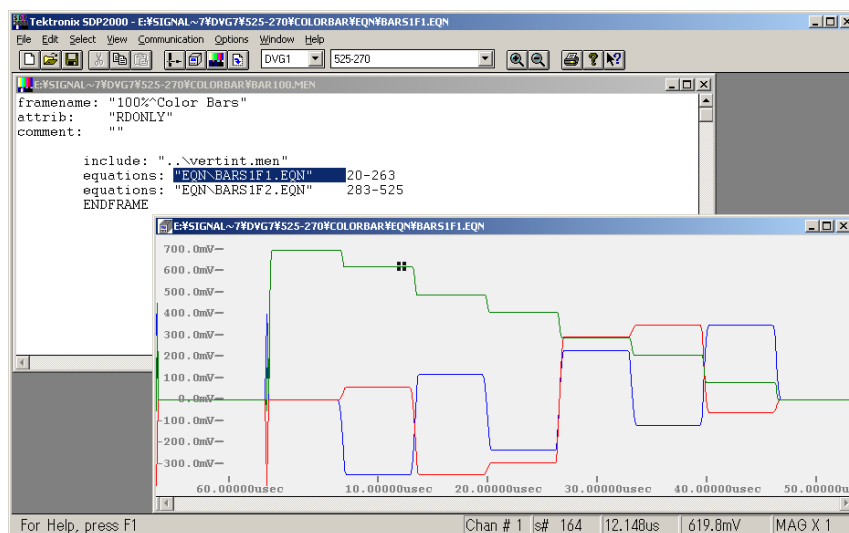 Tektronix SDP2000 - E:¥SIGNAL~7¥DVG7¥525-270¥COLORBAR¥EQN¥BARS1F1.EQN
File Edit Select View Communication Options Window Help
DVG1 525-270
E:¥SIGNAL~7¥DVG7¥525-270¥COLORBAR¥BAR100.MEN
framename: "100%^Color Bars"
attrib: "RDONLY"
comment: ""
include: "..\vertint.men"
equations: "EQN\BARS1F1.EQN" 20-263
equations: "EQN\BARS1F2.EQN" 283-525
ENDFRAME
E:¥SIGNAL~7¥DVG7¥525-270¥COLORBAR¥EQN¥BARS1F1.EQN
700.0mV
600.0mV
500.0mV
400.0mV
300.0mV
200.0mV
100.0mV
0.0mV
-100.0mV
-200.0mV
-300.0mV
60.00000usec 10.00000usec 20.00000usec 30.00000usec 40.00000usec 50.00000u
For Help, press F1 Chan # 1 s# 164 12.148us 619.8mV MAG X 1